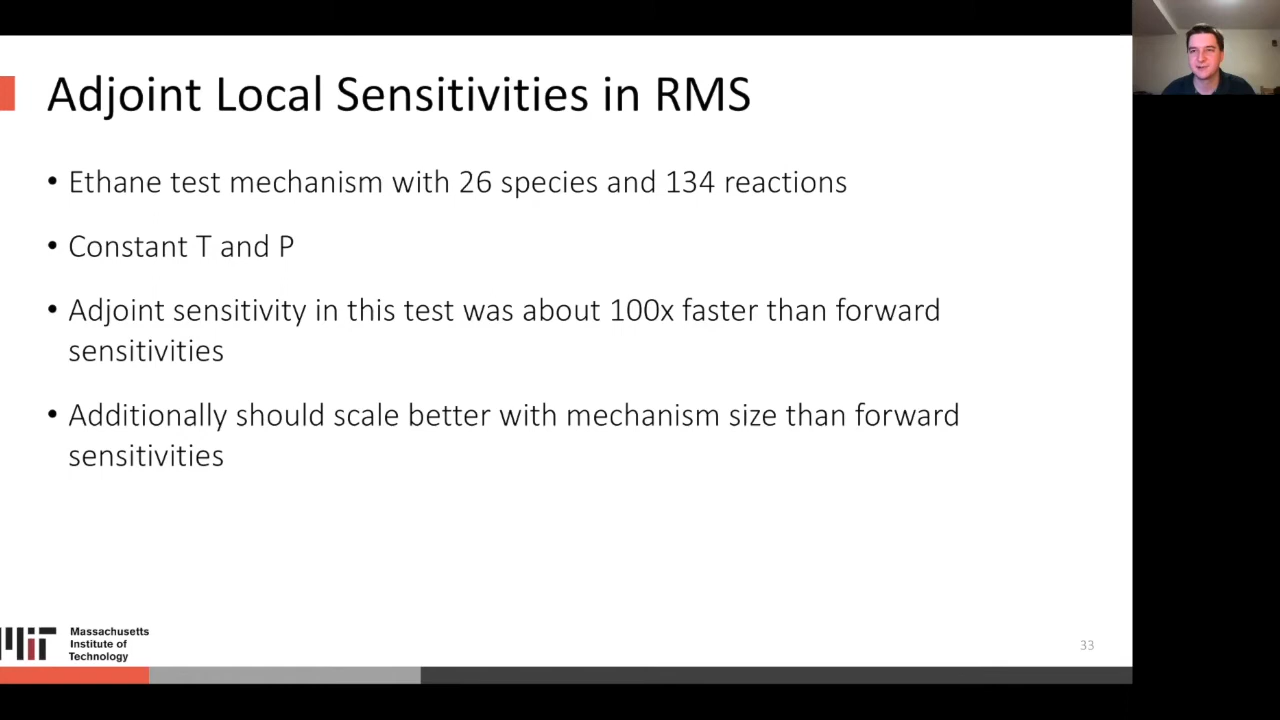 Adjoint Local Sensitivities in RMS
• Ethane test mechanism with 26 species and 134 reactions
• Constant T and P
• Adjoint sensitivity in this test was about 100x faster than forward
sensitivities
• Additionally should scale better with mechanism size than forward
sensitivities
MIT
Massachusetts
Institute of
Technology
33